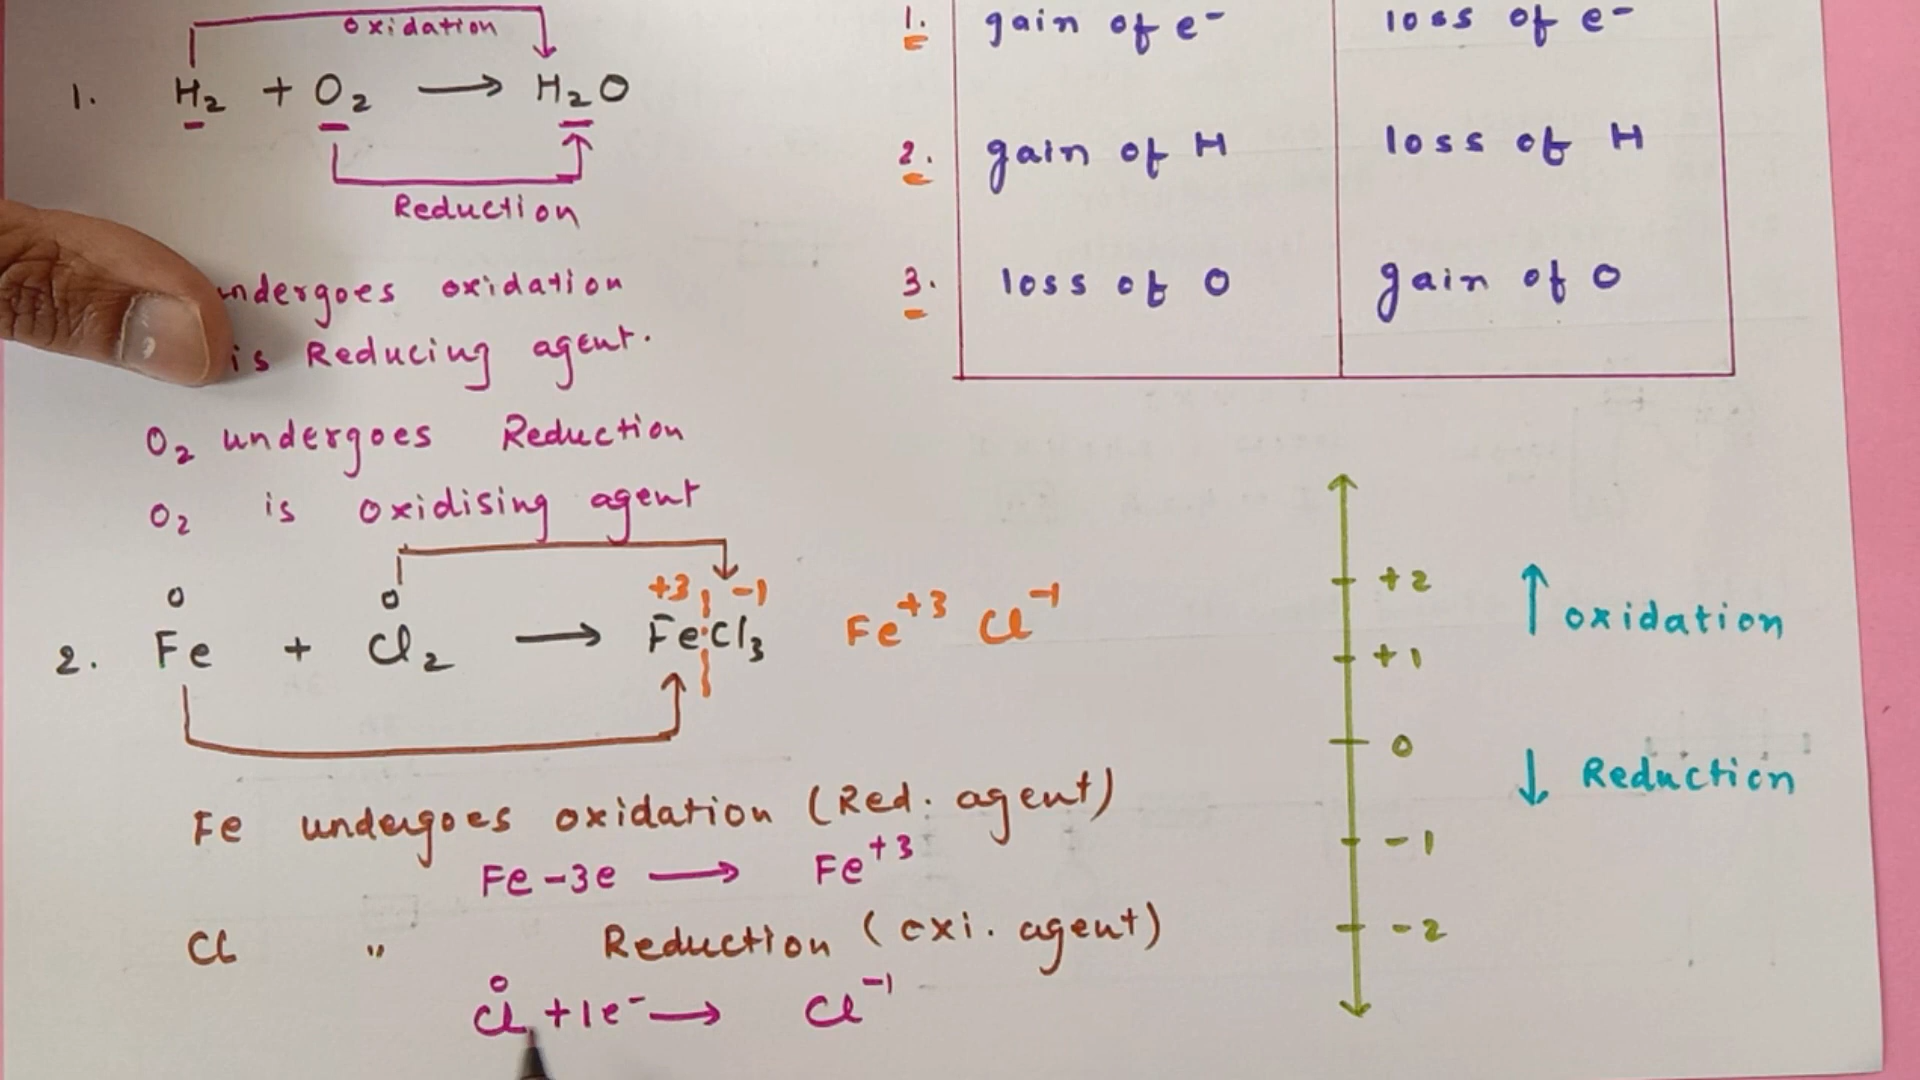 Oxidation
1. H₂ + O₂ → H₂O
Reduction
undergoes oxidation
is Reducing agent.
O₂ undergoes Reduction
O₂ is oxidising agent
0 0 +3 -1
2. Fe + Cl₂ → FeCl₃ Fe⁺³ Cl⁻¹
Fe undergoes oxidation (Red. agent)
Fe -3e → Fe⁺³
Cl " Reduction (oxi. agent)
0
Cl +1e⁻ → Cl⁻¹
1. gain of e⁻ loss of e⁻
2. gain of H loss of H
3. loss of O gain of O
+2
↑ oxidation
+1
0
↓ Reduction
-1
-2